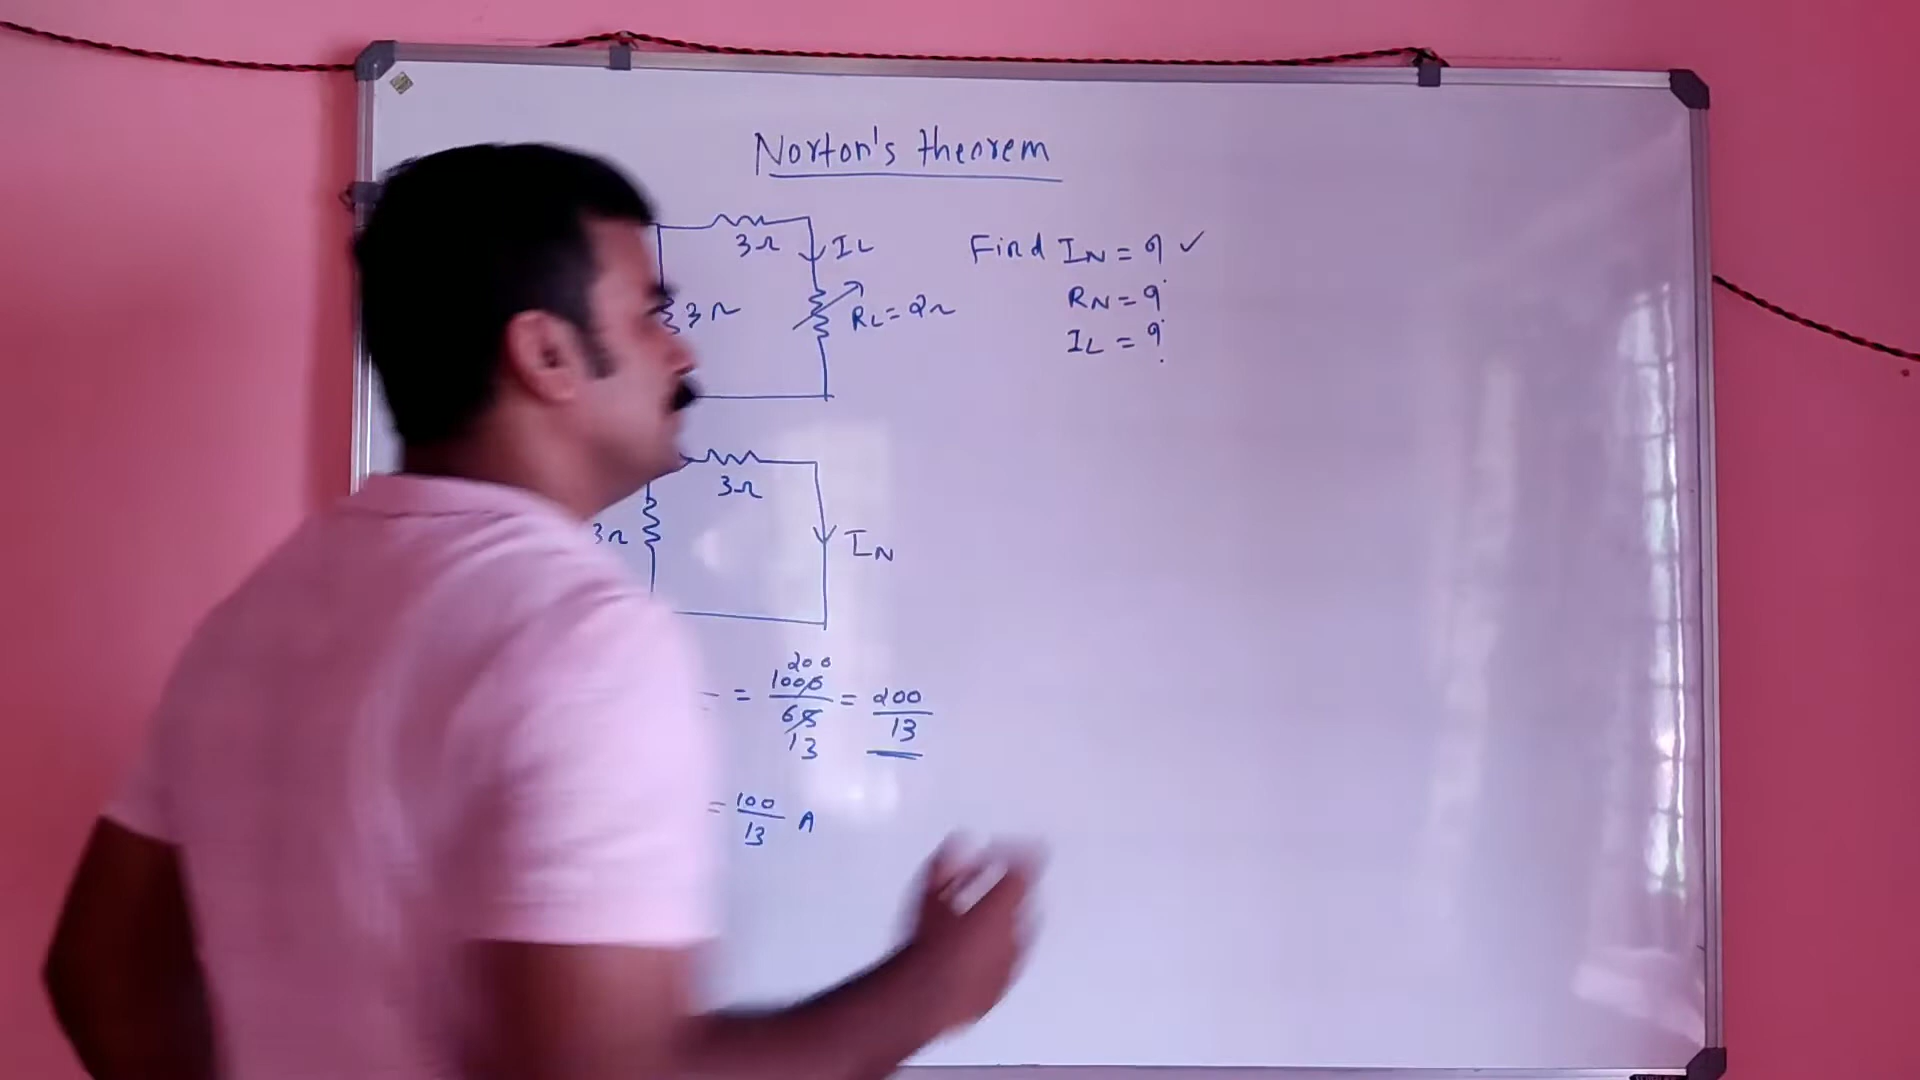 Norton's theorem
3Ω
IL
3Ω
RL=2Ω
Find IN = ? ✓
RN = ?
IL = ?
3Ω
3Ω
IN
= 1000/65 = 200/13
200
13
= 100/13 A